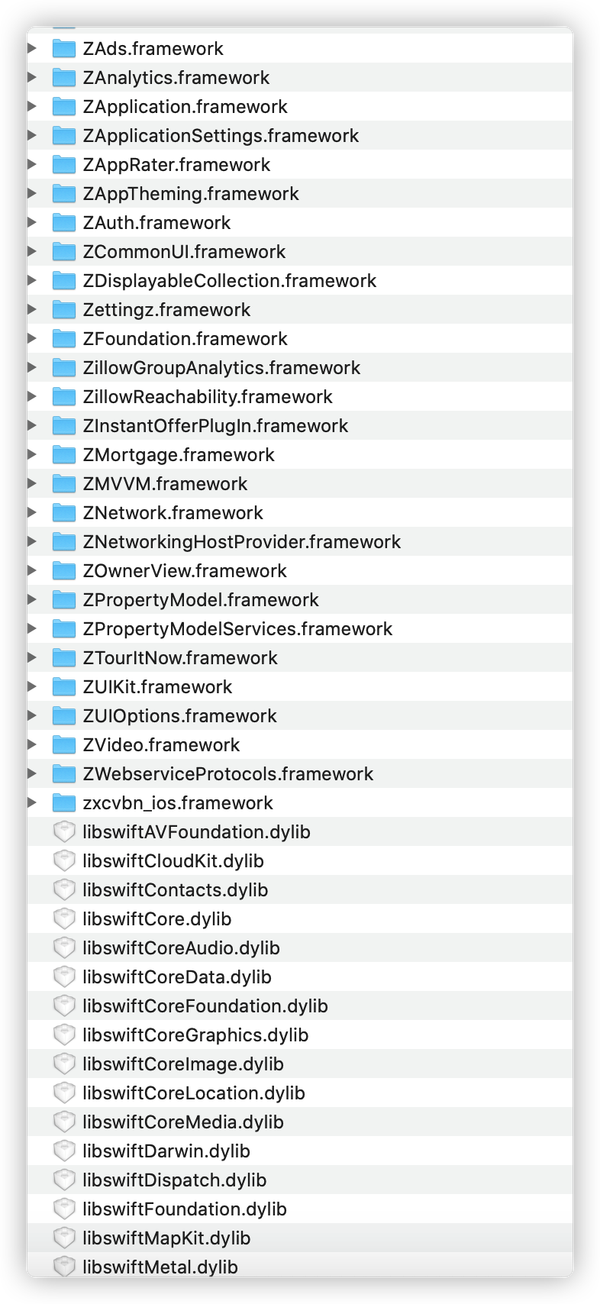 ZAds.framework
ZAnalytics.framework
ZApplication.framework
ZApplicationSettings.framework
ZAppRater.framework
ZAppTheming.framework
ZAuth.framework
ZCommonUI.framework
ZDisplayableCollection.framework
Zettingz.framework
ZFoundation.framework
ZillowGroupAnalytics.framework
ZillowReachability.framework
ZInstantOfferPlugIn.framework
ZMortgage.framework
ZMVVM.framework
ZNetwork.framework
ZNetworkingHostProvider.framework
ZOwnerView.framework
ZPropertyModel.framework
ZPropertyModelServices.framework
ZTourItNow.framework
ZUIKit.framework
ZUIOptions.framework
ZVideo.framework
ZWebserviceProtocols.framework
zxcvbn_ios.framework
libswiftAVFoundation.dylib
libswiftCloudKit.dylib
libswiftContacts.dylib
libswiftCore.dylib
libswiftCoreAudio.dylib
libswiftCoreData.dylib
libswiftCoreFoundation.dylib
libswiftCoreGraphics.dylib
libswiftCoreImage.dylib
libswiftCoreLocation.dylib
libswiftCoreMedia.dylib
libswiftDarwin.dylib
libswiftDispatch.dylib
libswiftFoundation.dylib
libswiftMapKit.dylib
libswiftMetal.dylib